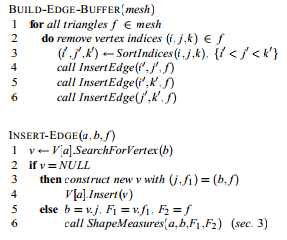 BUILD-EDGE-BUFFER(mesh)
1 for all triangles f ∈ mesh
2 do remove vertex indices (i,j,k) ∈ f
3 (i′,j′,k′) ← SortIndices(i,j,k), {i′ < j′ < k′}
4 call InsertEdge(i′,j′,f)
5 call InsertEdge(i′,k′,f)
6 call InsertEdge(j′,k′,f)
INSERT-EDGE(a,b,f)
1 v ← V[a].SearchForVertex(b)
2 if v = NULL
3 then construct new v with (j,f₁) = (b,f)
4 V[a].Insert(v)
5 else b = v.j, F₁ = v.f₁, F₂ = f
6 call ShapeMeasures(a,b,F₁,F₂) (sec. 3)